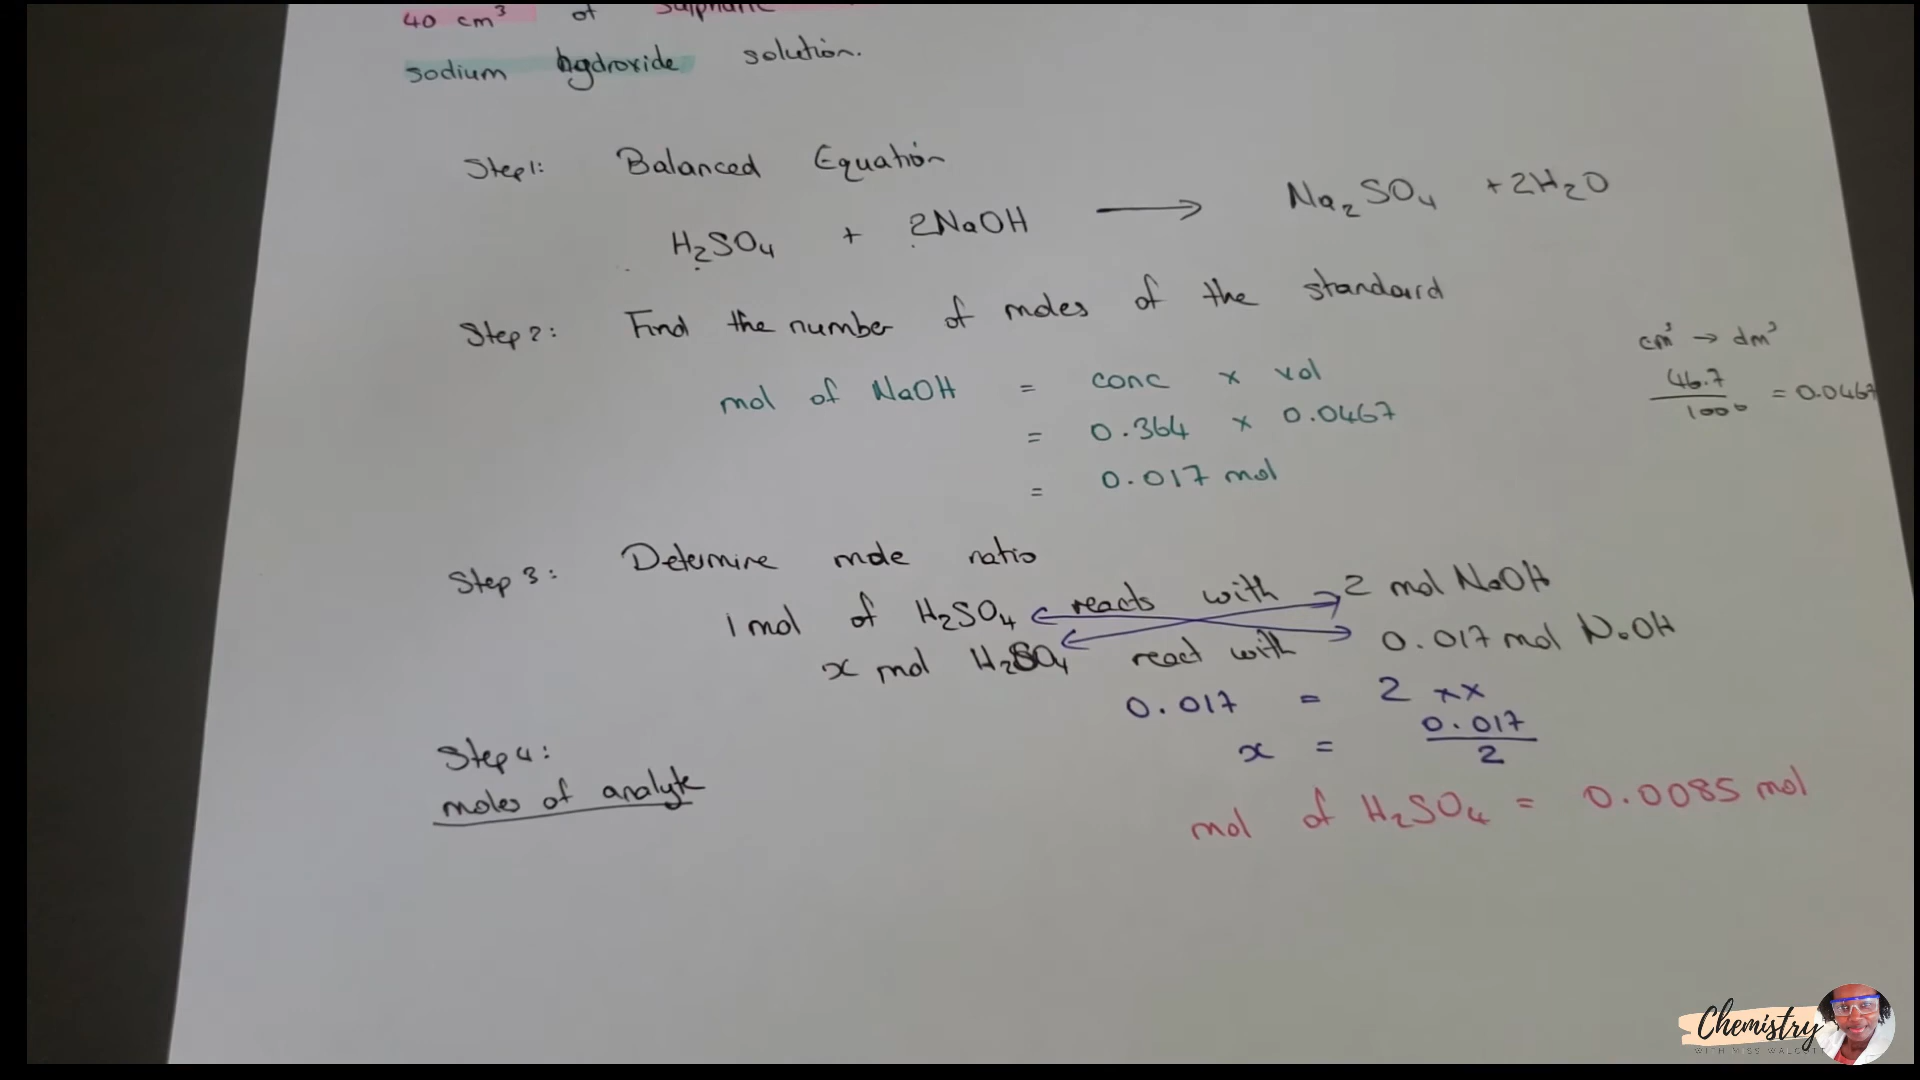 40 cm³ of sulphuric
sodium hydroxide solution.
Step 1: Balanced Equation
H₂SO₄ + 2NaOH → Na₂SO₄ + 2H₂O
Step 2: Find the number of moles of the standard
cm³ → dm³
46.7
1000 = 0.0467
mol of NaOH = conc x vol
= 0.364 x 0.0467
= 0.017 mol
Step 3: Determine mole ratio
1 mol of H₂SO₄ reacts with 2 mol NaOH
x mol H₂SO₄ react with 0.017 mol NaOH
0.017 = 2 x x
x = 0.017
2
Step 4:
moles of analyte
mol of H₂SO₄ = 0.0085 mol
Chemistry
WITH MISS WALCOTT